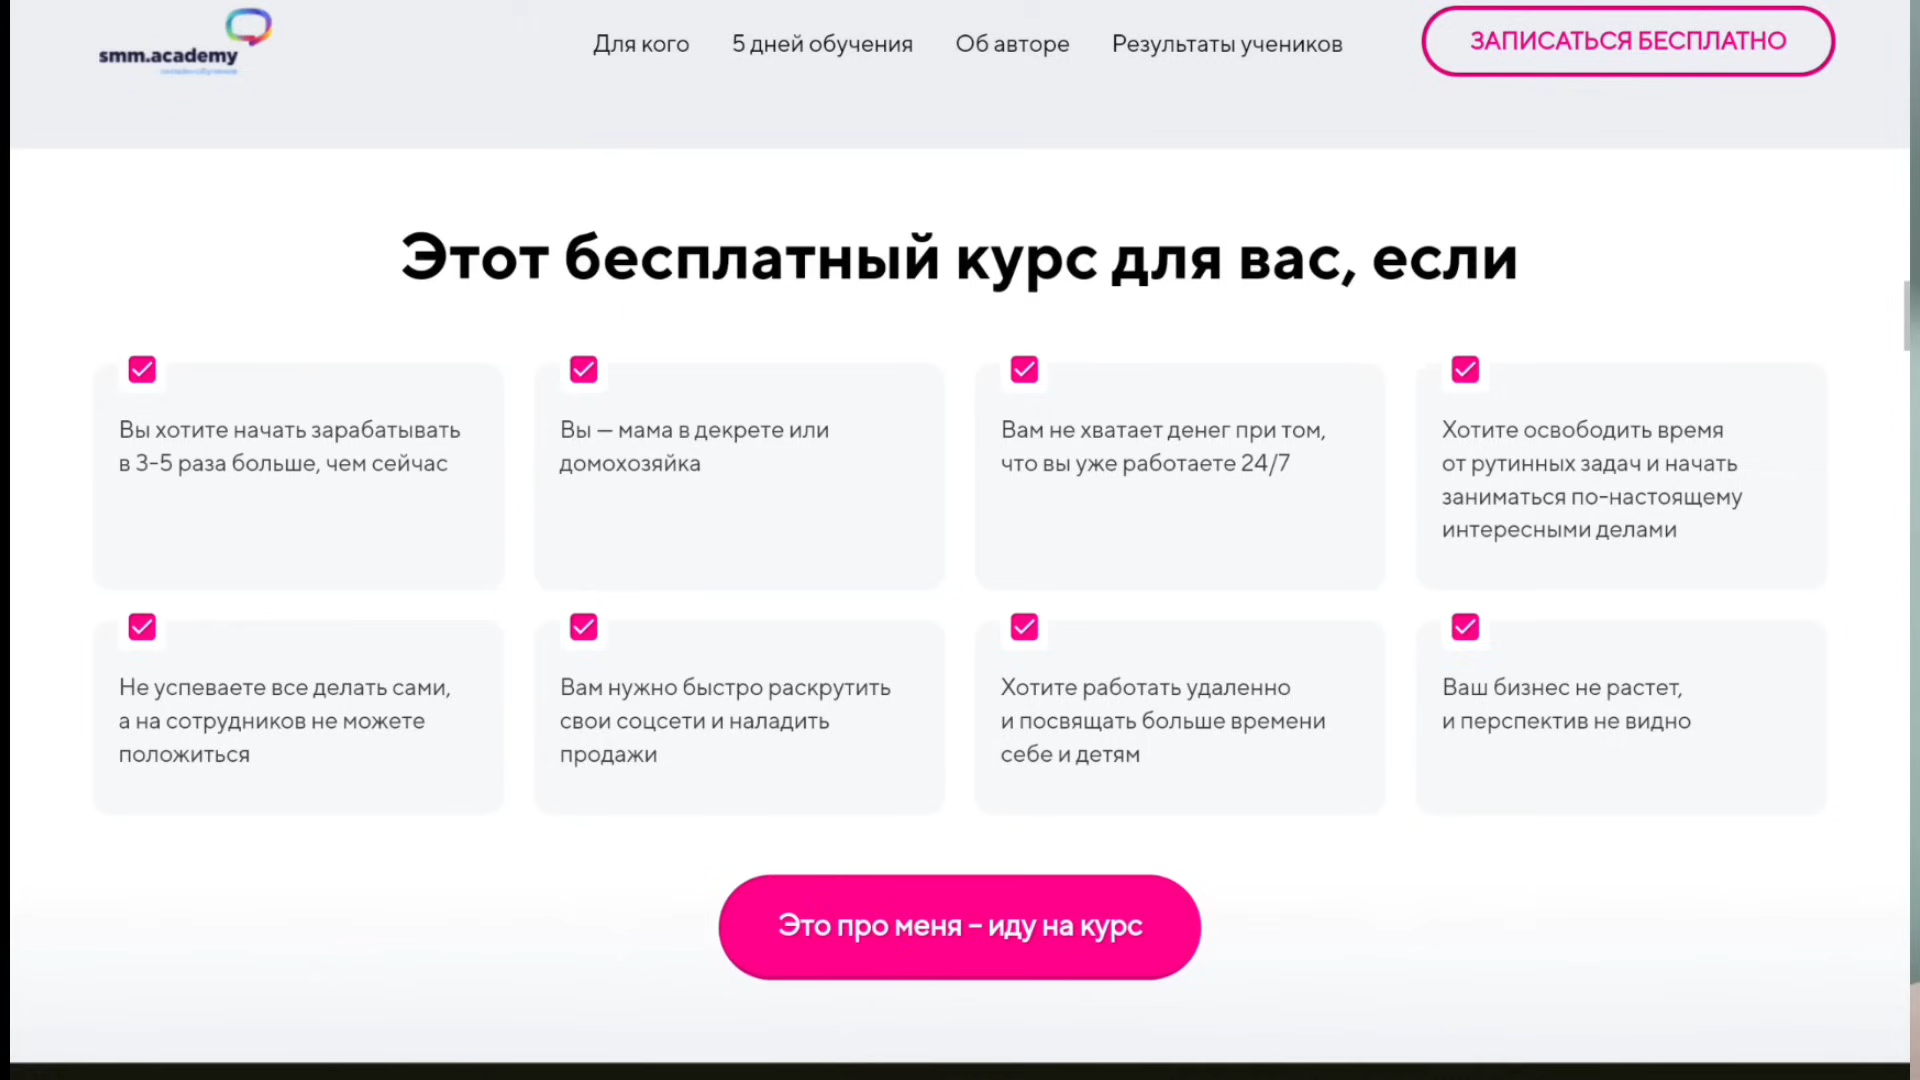 smm.academy
Для кого
5 дней обучения
Об авторе
Результаты учеников
ЗАПИСАТЬСЯ БЕСПЛАТНО
Этот бесплатный курс для вас, если
Вы хотите начать зарабатывать
в 3-5 раза больше, чем сейчас
Вы — мама в декрете или
домохозяйка
Вам не хватает денег при том,
что вы уже работаете 24/7
Хотите освободить время
от рутинных задач и начать
заниматься по-настоящему
интересными делами
Не успеваете все делать сами,
а на сотрудников не можете
положиться
Вам нужно быстро раскрутить
свои соцсети и наладить
продажи
Хотите работать удаленно
и посвящать больше времени
себе и детям
Ваш бизнес не растет,
и перспектив не видно
Это про меня – иду на курс